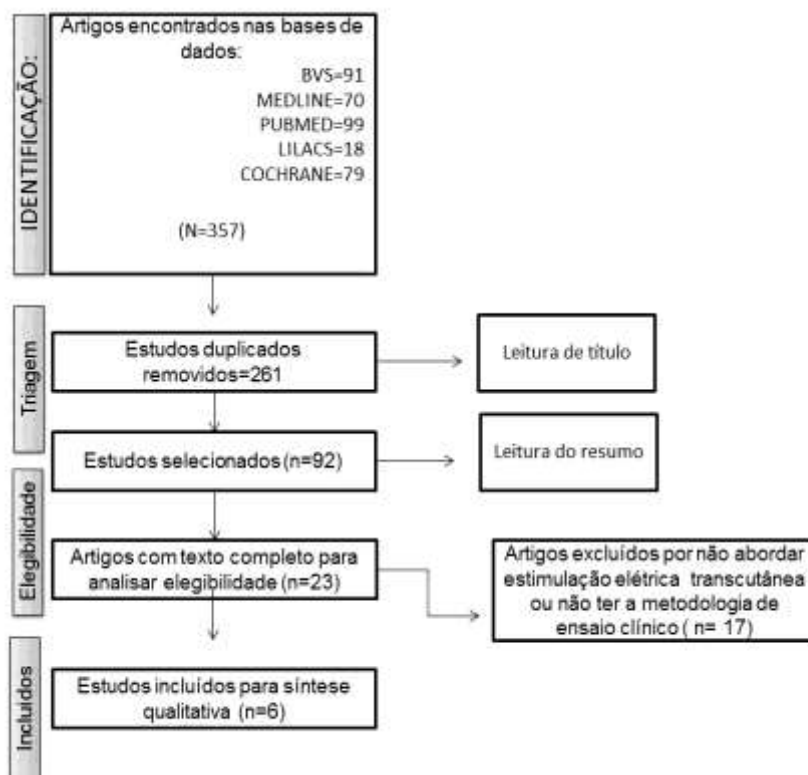 IDENTIFICAÇÃO:
Artigos encontrados nas bases de
dados:
BVS=91
MEDLINE=70
PUBMED=99
LILACS=18
COCHRANE=79
(N=357)
Triagem
Estudos duplicados
removidos=261
Leitura de título
Estudos selecionados (n=92)
Leitura do resumo
Elegibilidade
Artigos com texto completo para
analisar elegibilidade (n=23)
Artigos excluídos por não abordar
estimulação elétrica transcutânea
ou não ter a metodologia de
ensaio clínico ( n= 17)
Incluídos
Estudos incluídos para síntese
qualitativa (n=6)